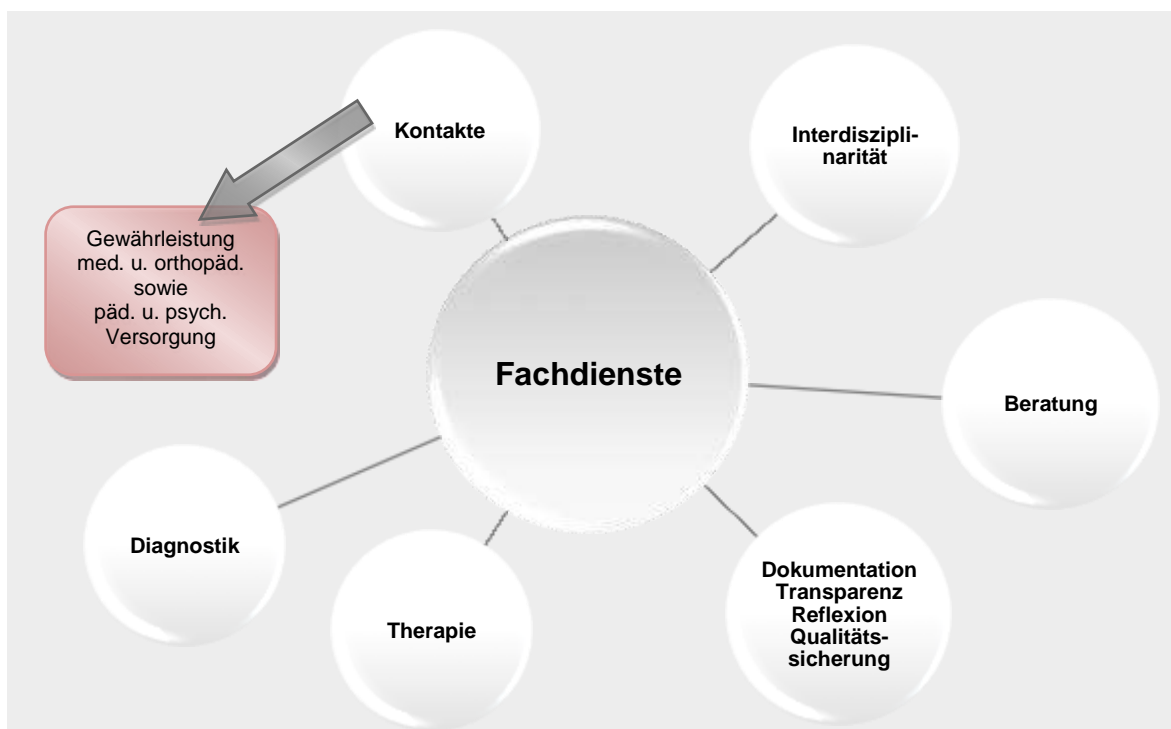 Kontakte
Interdiszipli-
narität
Gewährleistung
med. u. orthopäd.
sowie
päd. u. psych.
Versorgung
Fachdienste
Beratung
Diagnostik
Therapie
Dokumentation
Transparenz
Reflexion
Qualitäts-
sicherung